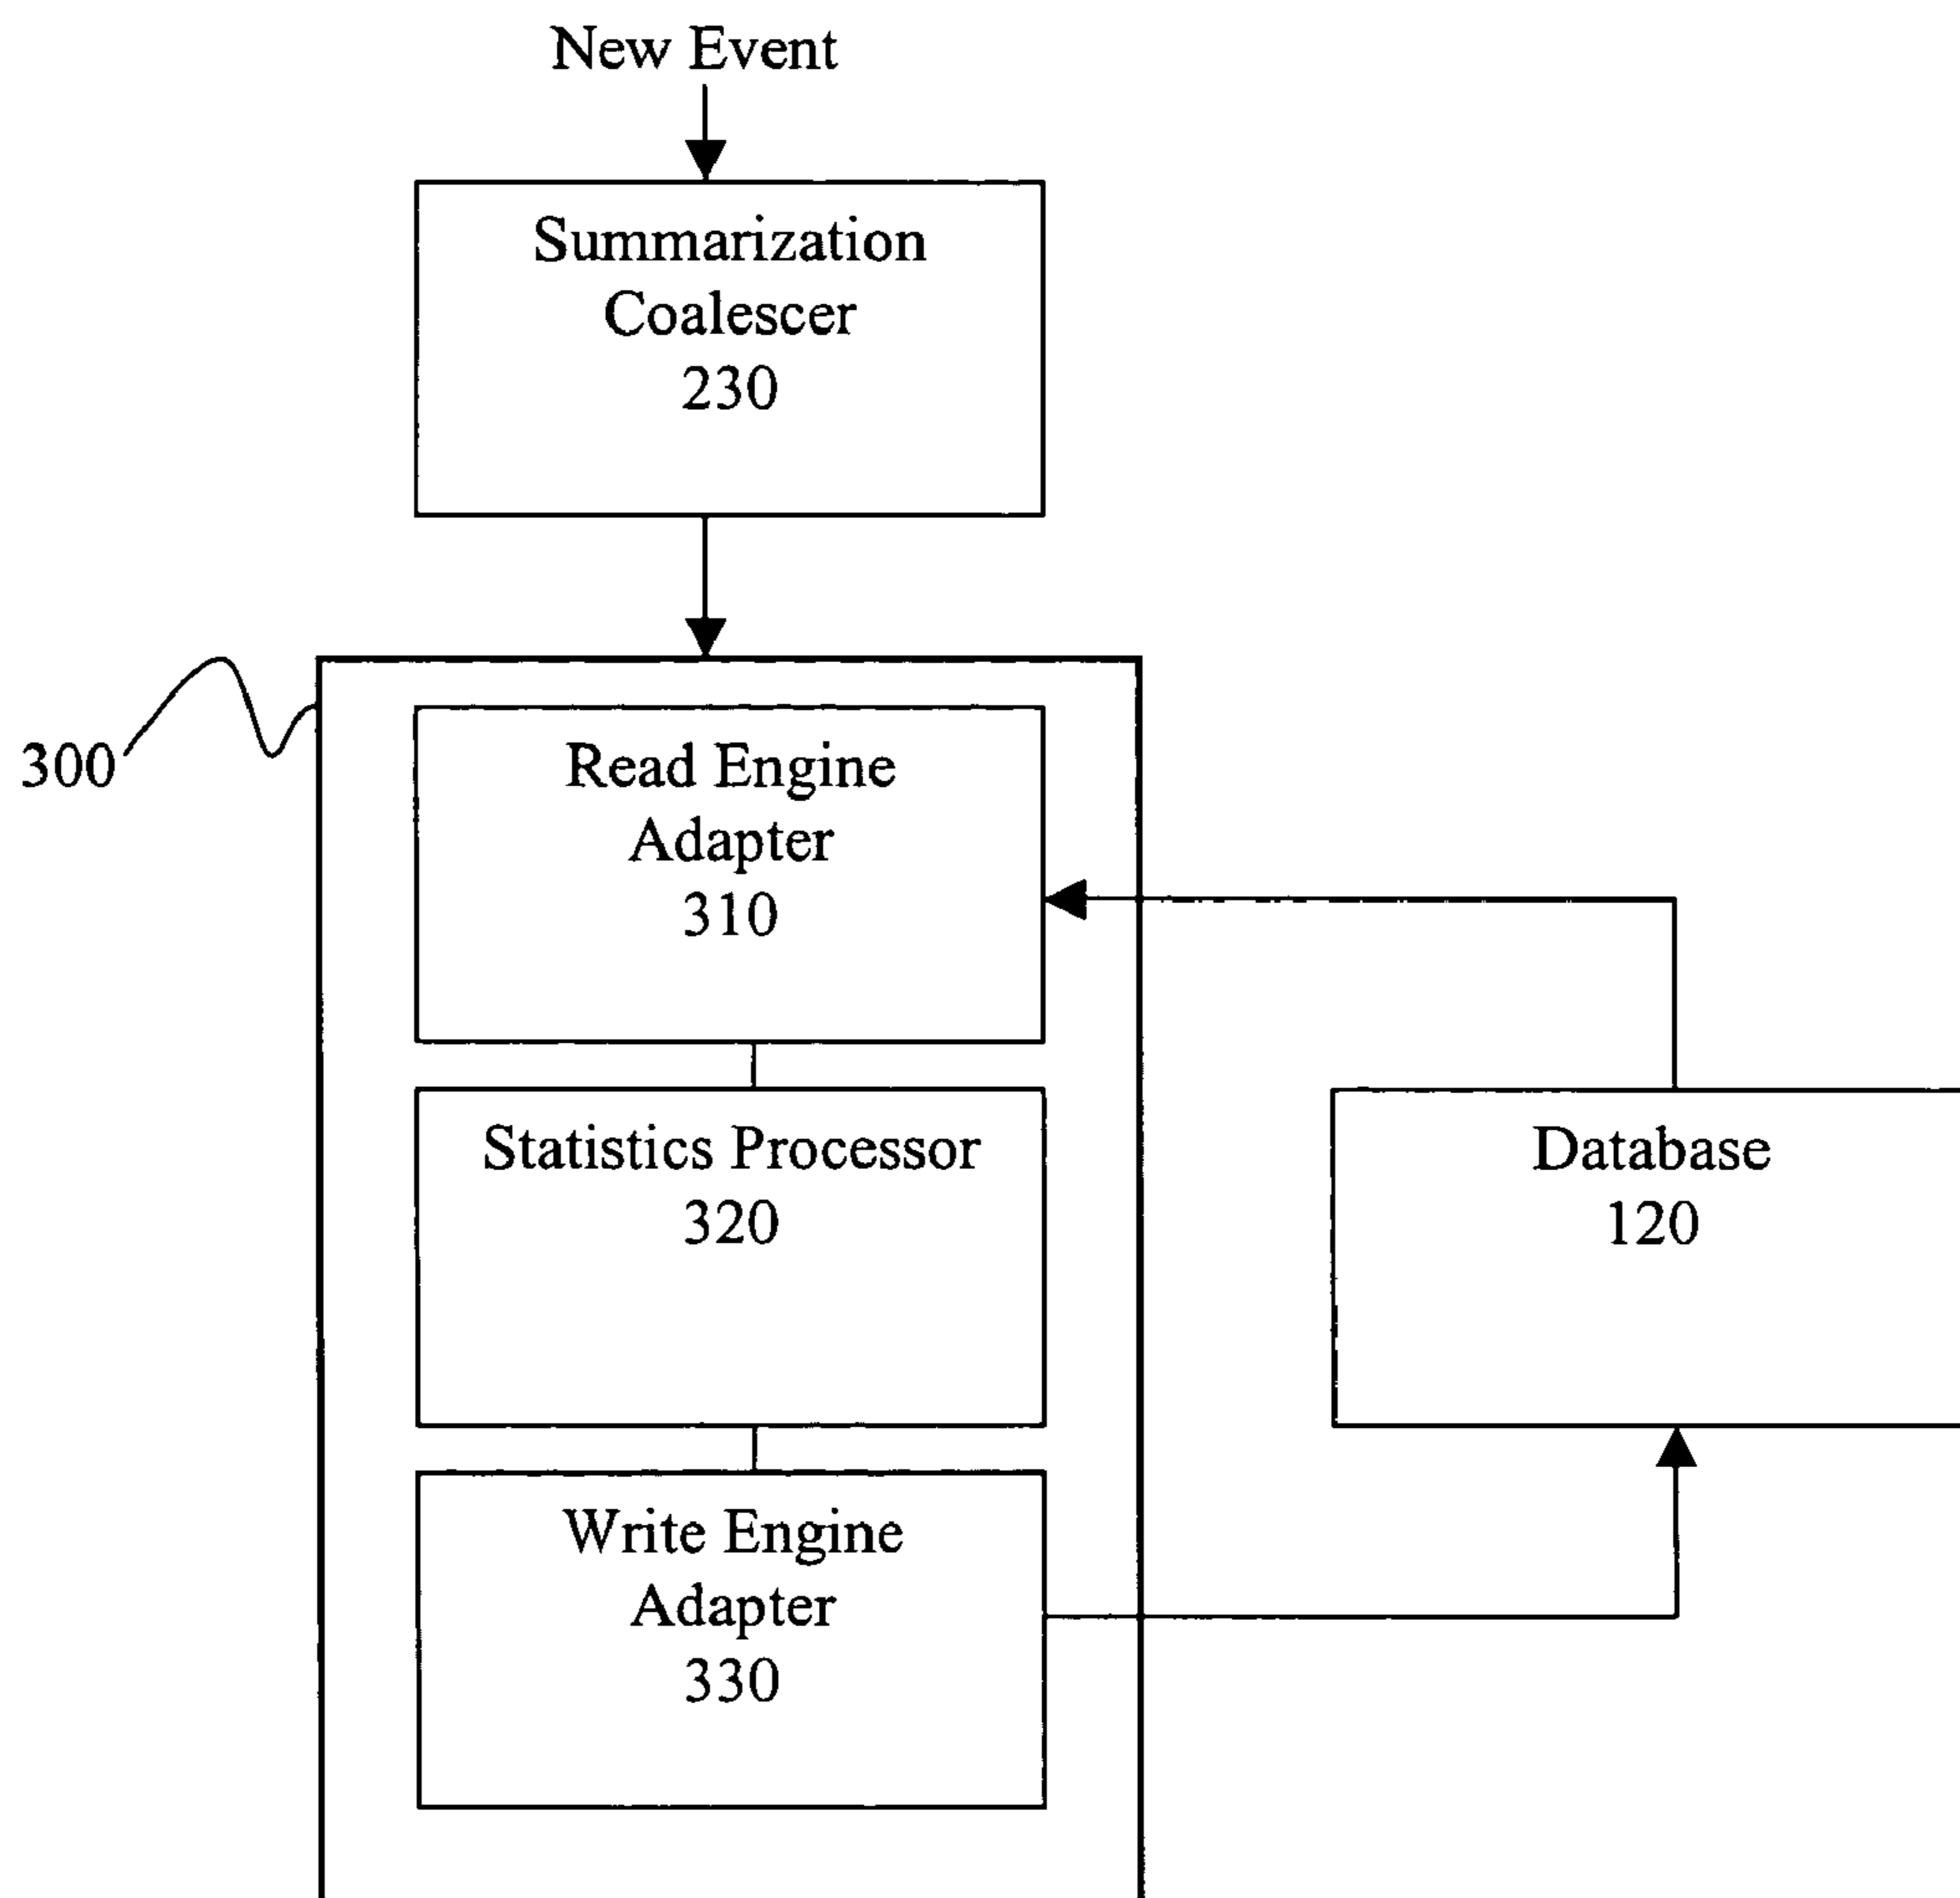 New Event
Summarization
Coalescer
230
300
Read Engine
Adapter
310
Statistics Processor
320
Database
120
Write Engine
Adapter
330